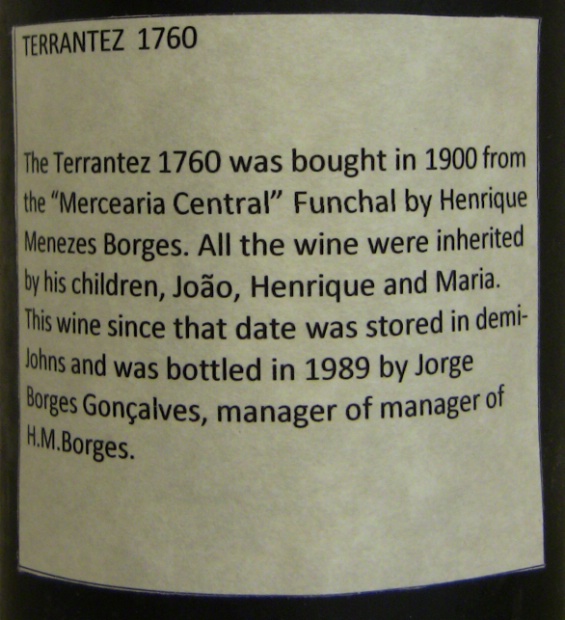 TERRANTEZ 1760
The Terrantez 1760 was bought in 1900 from
the “Mercearia Central” Funchal by Henrique
Menezes Borges. All the wine were inherited
by his children, João, Henrique and Maria.
This wine since that date was stored in demi-
Johns and was bottled in 1989 by Jorge
Borges Gonçalves, manager of manager of
H.M.Borges.